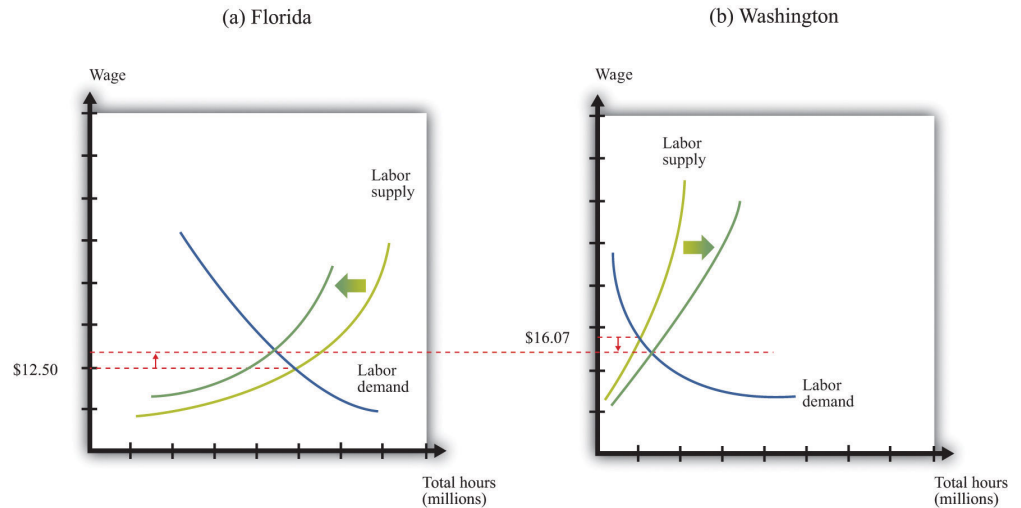 (a) Florida
Wage
Labor
supply
$12.50
Labor
demand
Total hours
(millions)
(b) Washington
Wage
Labor
supply
$16.07
Labor
demand
Total hours
(millions)